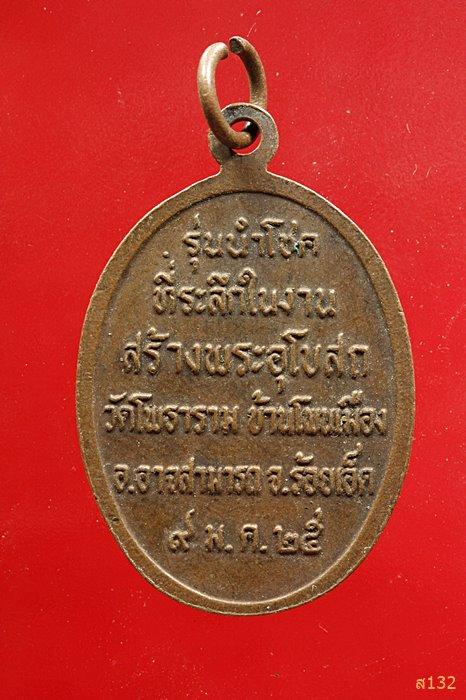 รุ่นนำโชค
ที่ระลึกในงาน
สร้างพระอุโบสถ
วัดโพธาราม บ้านโนนเมือง
อ.อาจสามารถ จ.ร้อยเอ็ด
๙ ม.ค.๒๕
ส132